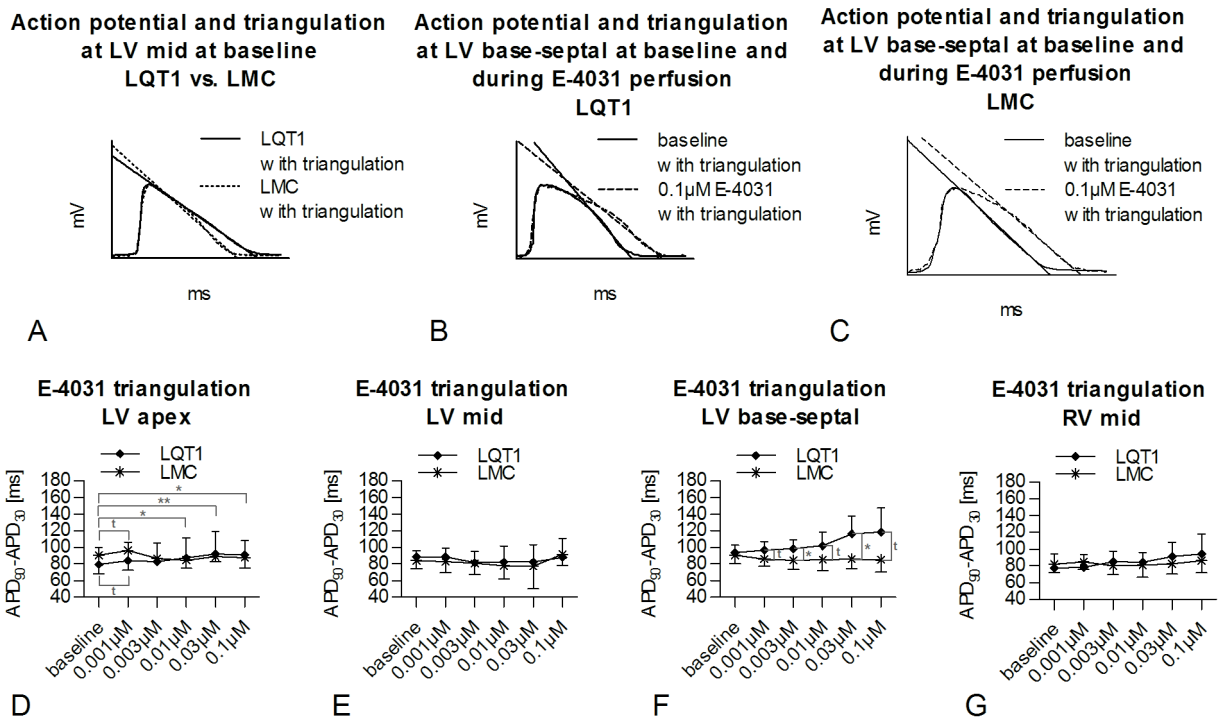 Action potential and triangulation
at LV mid at baseline
LQT1 vs. LMC
LQT1
with triangulation
LMC
with triangulation
mV
ms
A
Action potential and triangulation
at LV base-septal at baseline and
during E-4031 perfusion
LQT1
baseline
with triangulation
0.1µM E-4031
with triangulation
mV
ms
B
Action potential and triangulation
at LV base-septal at baseline and
during E-4031 perfusion
LMC
baseline
with triangulation
0.1µM E-4031
with triangulation
mV
ms
C
E-4031 triangulation
LV apex
LQT1
LMC
APD90-APD30 [ms]
180
160
140
120
100
80
60
40
*
**
*
t
t
baseline
0.001µM
0.003µM
0.01µM
0.03µM
0.1µM
D
E-4031 triangulation
LV mid
LQT1
LMC
APD90-APD30 [ms]
180
160
140
120
100
80
60
40
baseline
0.001µM
0.003µM
0.01µM
0.03µM
0.1µM
E
E-4031 triangulation
LV base-septal
LQT1
LMC
APD90-APD30 [ms]
180
160
140
120
100
80
60
40
t
*
t
*
t
baseline
0.001µM
0.003µM
0.01µM
0.03µM
0.1µM
F
E-4031 triangulation
RV mid
LQT1
LMC
APD90-APD30 [ms]
180
160
140
120
100
80
60
40
baseline
0.001µM
0.003µM
0.01µM
0.03µM
0.1µM
G